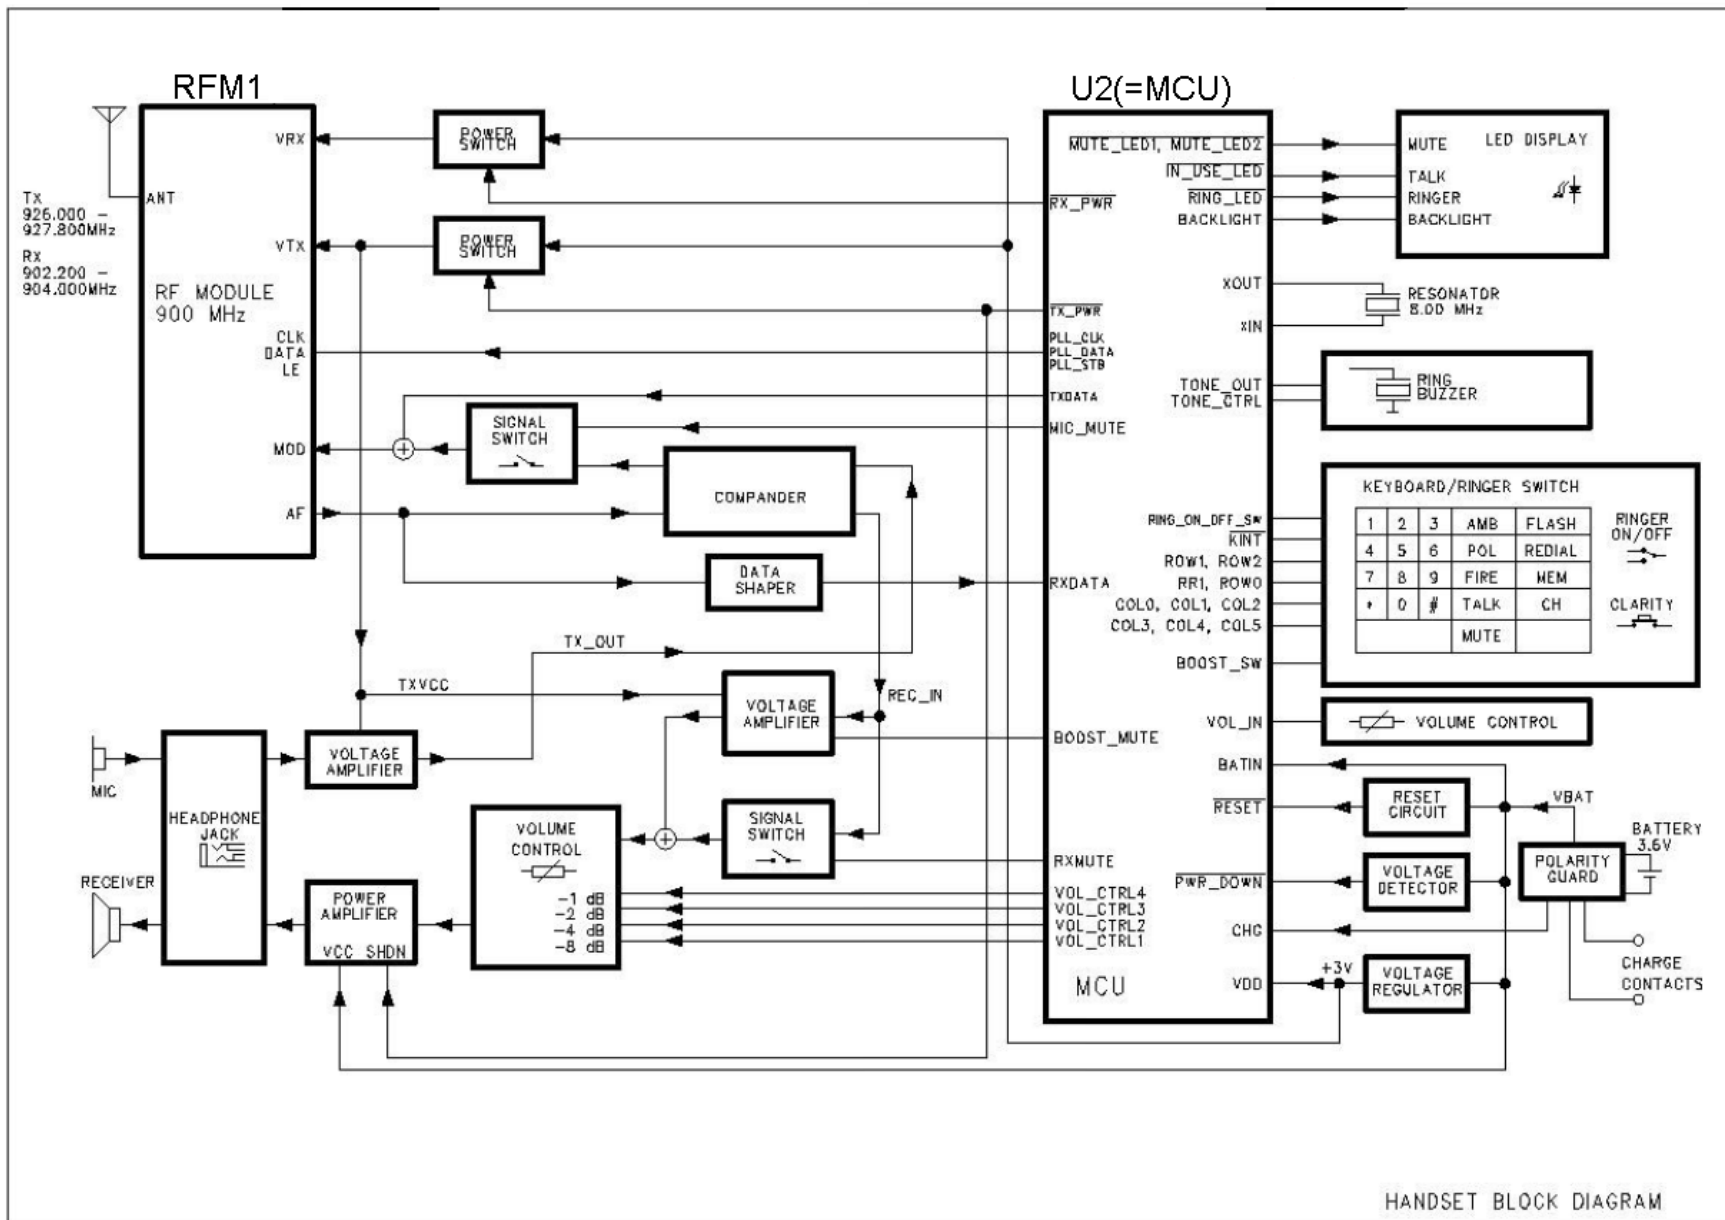 RFM1
U2(=MCU)
ANT
Tx
926.000 -
927.800MHz
Rx
902.200 -
904.000MHz
RF MODULE
900 MHz
VRX
VTX
CLK
DATA
LE
MOD
AF
POWER
SWITCH
POWER
SWITCH
SIGNAL
SWITCH
COMPANDER
DATA
SHAPER
TX_OUT
TXVCC
REC_IN
VOLTAGE
AMPLIFIER
VOLTAGE
AMPLIFIER
MIC
HEADPHONE
JACK
RECEIVER
POWER
AMPLIFIER
VCC SHDN
VOLUME
CONTROL
-1 dB
-2 dB
-4 dB
-8 dB
SIGNAL
SWITCH
RX_PWR
TX_PWR
PLL_CLK
PLL_DATA
PLL_STB
TXDATA
MIC_MUTE
RXDATA
BOOST_MUTE
RXMUTE
VOL_CTRL4
VOL_CTRL3
VOL_CTRL2
VOL_CTRL1
MCU
MUTE_LED1, MUTE_LED2
IN_USE_LED
RING_LED
BACKLIGHT
XOUT
XIN
TONE_OUT
TONE_CTRL
RING_ON_OFF_SW
KINT
ROW1, ROW2
RR1, ROW0
COL0, COL1, COL2
COL3, COL4, COL5
BOOST_SW
VOL_IN
BATIN
RESET
PWR_DOWN
CHG
VDD
MUTE
LED DISPLAY
TALK
RINGER
BACKLIGHT
RESONATOR
8.00 MHz
RING
BUZZER
KEYBOARD/RINGER SWITCH
1 2 3 AMB FLASH
4 5 6 POL REDIAL
7 8 9 FIRE MEM
* 0 # TALK CH
MUTE
RINGER
ON/OFF
CLARITY
VOLUME CONTROL
RESET
CIRCUIT
VBAT
BATTERY
3.6V
POLARITY
GUARD
VOLTAGE
DETECTOR
+3V
VOLTAGE
REGULATOR
CHARGE
CONTACTS
HANDSET BLOCK DIAGRAM